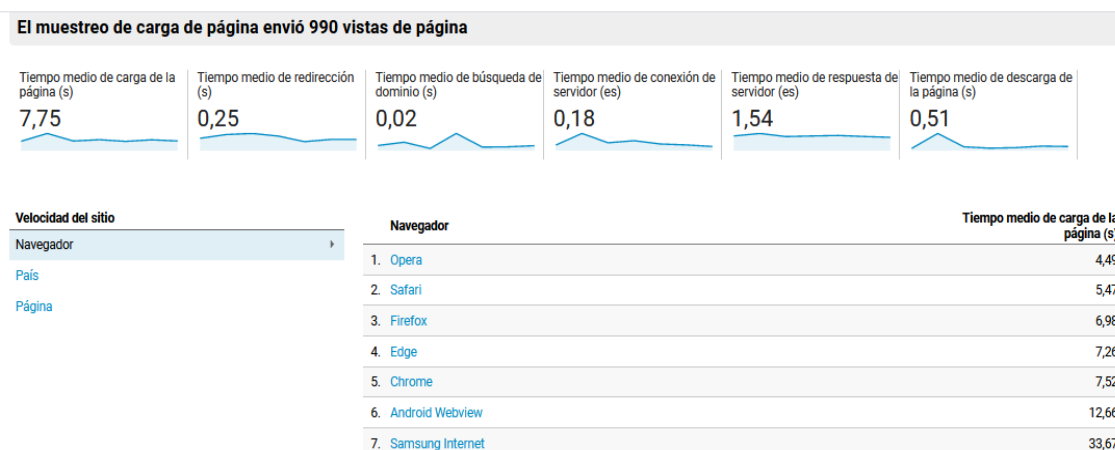 El muestreo de carga de página envió 990 vistas de página
Tiempo medio de carga de la página (s)
7,75
Tiempo medio de redirección (s)
0,25
Tiempo medio de búsqueda de dominio (s)
0,02
Tiempo medio de conexión de servidor (es)
0,18
Tiempo medio de respuesta de servidor (es)
1,54
Tiempo medio de descarga de la página (s)
0,51
Velocidad del sitio
Navegador
País
Página
Navegador
Tiempo medio de carga de la página (s)
1. Opera 4,49
2. Safari 5,47
3. Firefox 6,98
4. Edge 7,26
5. Chrome 7,52
6. Android Webview 12,66
7. Samsung Internet 33,67